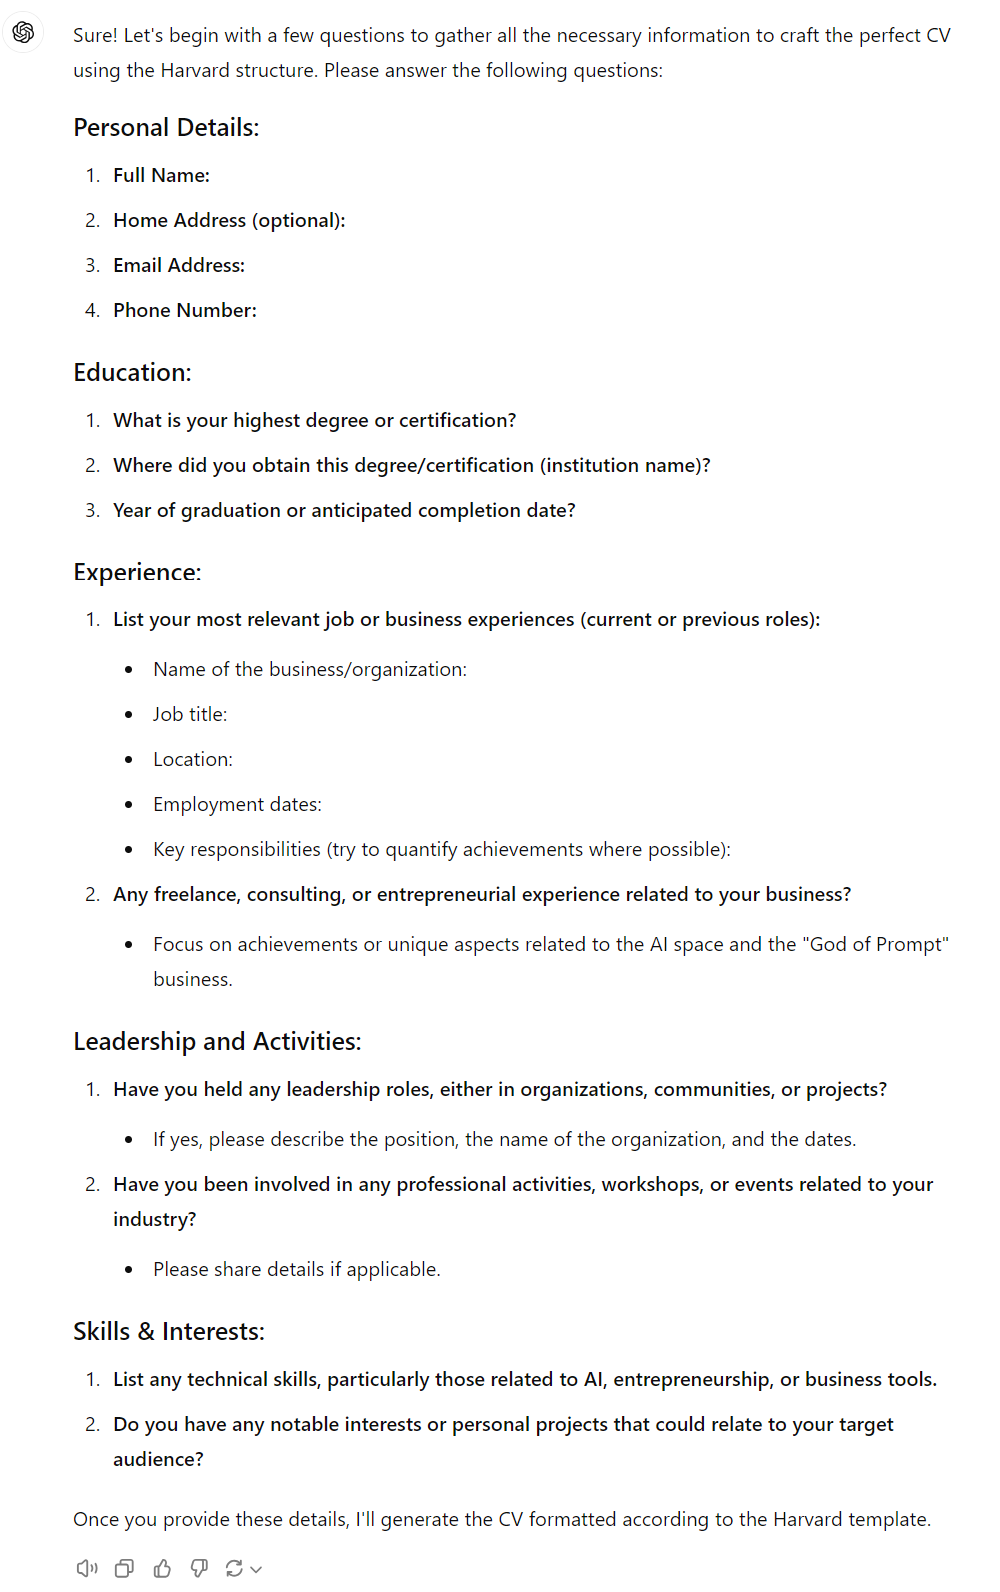 Sure! Let's begin with a few questions to gather all the necessary information to craft the perfect CV
using the Harvard structure. Please answer the following questions:
Personal Details:
1. Full Name:
2. Home Address (optional):
3. Email Address:
4. Phone Number:
Education:
1. What is your highest degree or certification?
2. Where did you obtain this degree/certification (institution name)?
3. Year of graduation or anticipated completion date?
Experience:
1. List your most relevant job or business experiences (current or previous roles):
• Name of the business/organization:
• Job title:
• Location:
• Employment dates:
• Key responsibilities (try to quantify achievements where possible):
2. Any freelance, consulting, or entrepreneurial experience related to your business?
• Focus on achievements or unique aspects related to the AI space and the "God of Prompt"
business.
Leadership and Activities:
1. Have you held any leadership roles, either in organizations, communities, or projects?
• If yes, please describe the position, the name of the organization, and the dates.
2. Have you been involved in any professional activities, workshops, or events related to your
industry?
• Please share details if applicable.
Skills & Interests:
1. List any technical skills, particularly those related to AI, entrepreneurship, or business tools.
2. Do you have any notable interests or personal projects that could relate to your target
audience?
Once you provide these details, I'll generate the CV formatted according to the Harvard template.